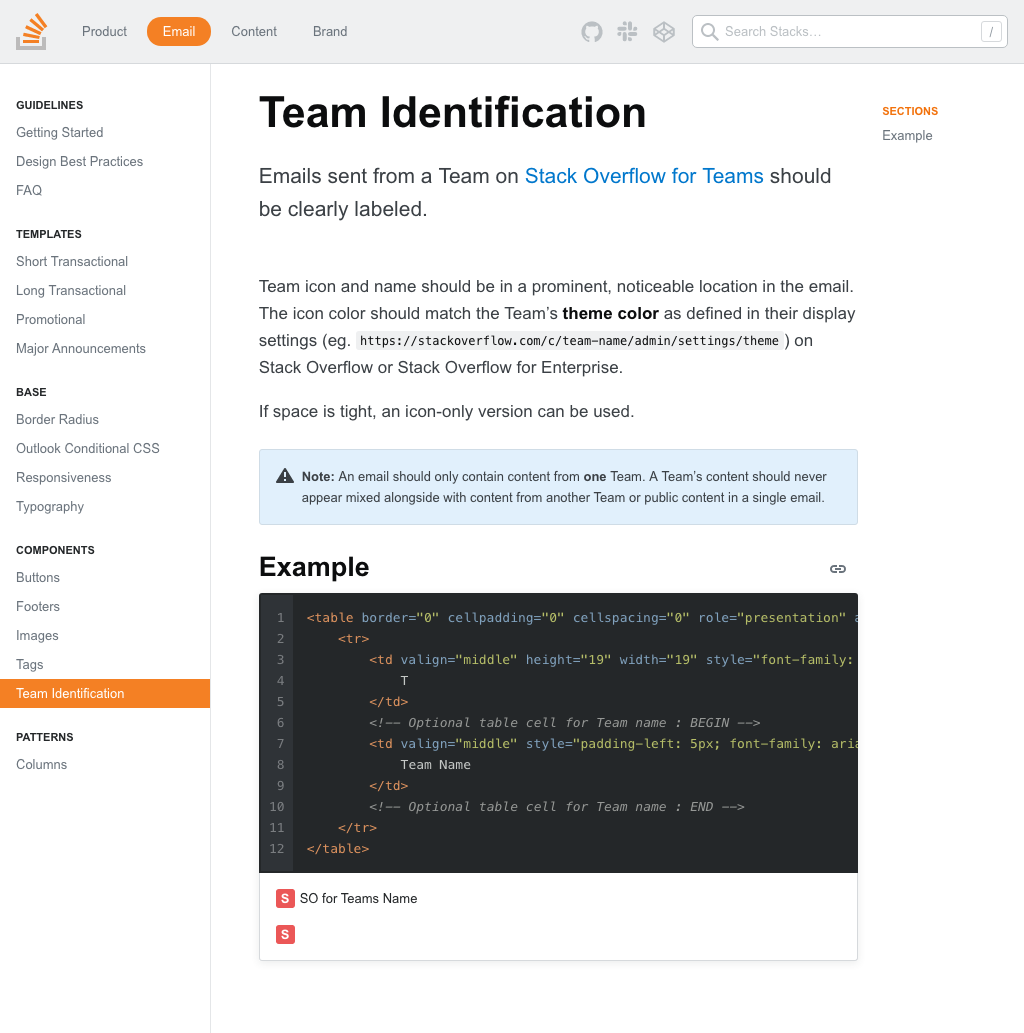 Product
Email
Content
Brand
Search Stacks…
/
GUIDELINES
Getting Started
Design Best Practices
FAQ
TEMPLATES
Short Transactional
Long Transactional
Promotional
Major Announcements
BASE
Border Radius
Outlook Conditional CSS
Responsiveness
Typography
COMPONENTS
Buttons
Footers
Images
Tags
Team Identification
PATTERNS
Columns
Team Identification
Emails sent from a Team on Stack Overflow for Teams should
be clearly labeled.
Team icon and name should be in a prominent, noticeable location in the email.
The icon color should match the Team’s theme color as defined in their display
settings (eg. https://stackoverflow.com/c/team-name/admin/settings/theme ) on
Stack Overflow or Stack Overflow for Enterprise.
If space is tight, an icon-only version can be used.
Note: An email should only contain content from one Team. A Team’s content should never
appear mixed alongside with content from another Team or public content in a single email.
Example
1 <table border="0" cellpadding="0" cellspacing="0" role="presentation" a
2 <tr>
3 <td valign="middle" height="19" width="19" style="font-family:
4 T
5 </td>
6 <!-- Optional table cell for Team name : BEGIN -->
7 <td valign="middle" style="padding-left: 5px; font-family: aria
8 Team Name
9 </td>
10 <!-- Optional table cell for Team name : END -->
11 </tr>
12 </table>
S SO for Teams Name
S
SECTIONS
Example